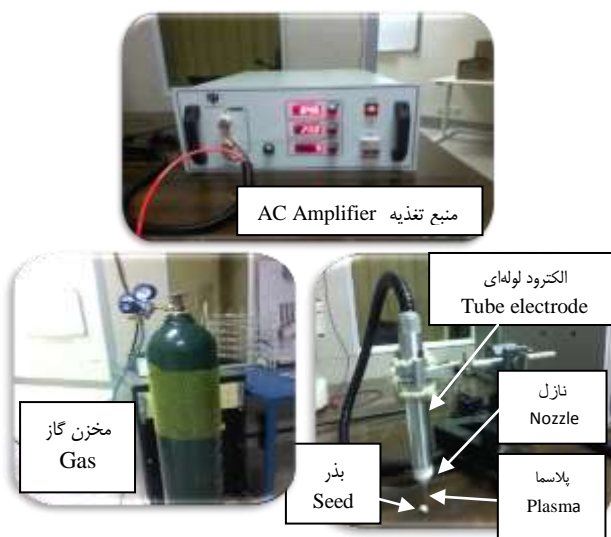 منبع تغذیه AC Amplifier
الکترود لوله‌ای
Tube electrode
مخزن گاز
Gas
نازل
Nozzle
بذر
Seed
پلاسما
Plasma